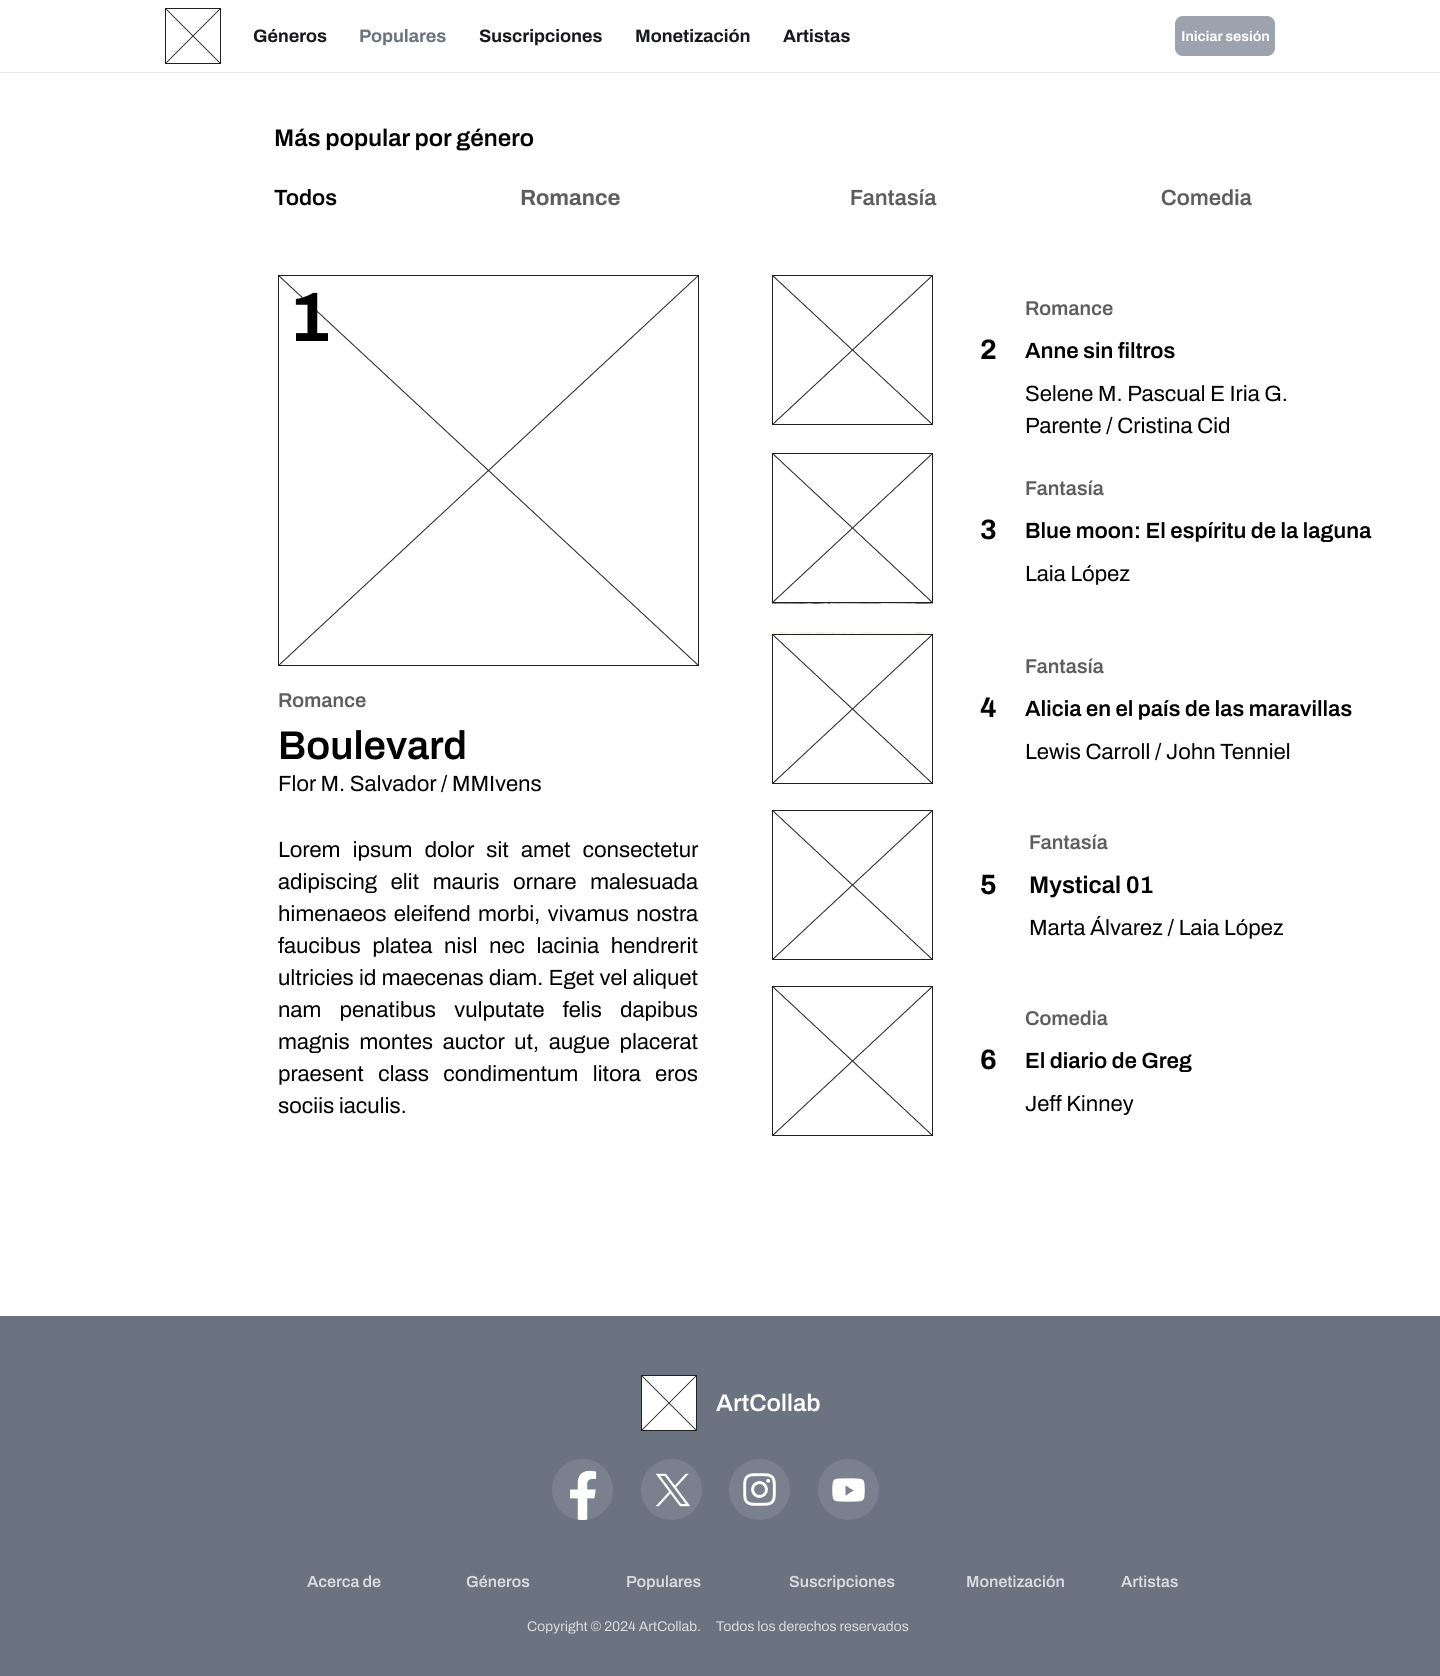 Géneros Populares Suscripciones Monetización Artistas Iniciar sesión
Más popular por género
Todos Romance Fantasía Comedia
1
Romance
Boulevard
Flor M. Salvador / MMIvens
Lorem ipsum dolor sit amet consectetur
adipiscing elit mauris ornare malesuada
himenaeos eleifend morbi, vivamus nostra
faucibus platea nisl nec lacinia hendrerit
ultricies id maecenas diam. Eget vel aliquet
nam penatibus vulputate felis dapibus
magnis montes auctor ut, augue placerat
praesent class condimentum litora eros
sociis iaculis.
Romance
2 Anne sin filtros
Selene M. Pascual E Iria G.
Parente / Cristina Cid
Fantasía
3 Blue moon: El espíritu de la laguna
Laia López
Fantasía
4 Alicia en el país de las maravillas
Lewis Carroll / John Tenniel
Fantasía
5 Mystical 01
Marta Álvarez / Laia López
Comedia
6 El diario de Greg
Jeff Kinney
ArtCollab
Acerca de Géneros Populares Suscripciones Monetización Artistas
Copyright © 2024 ArtCollab. Todos los derechos reservados